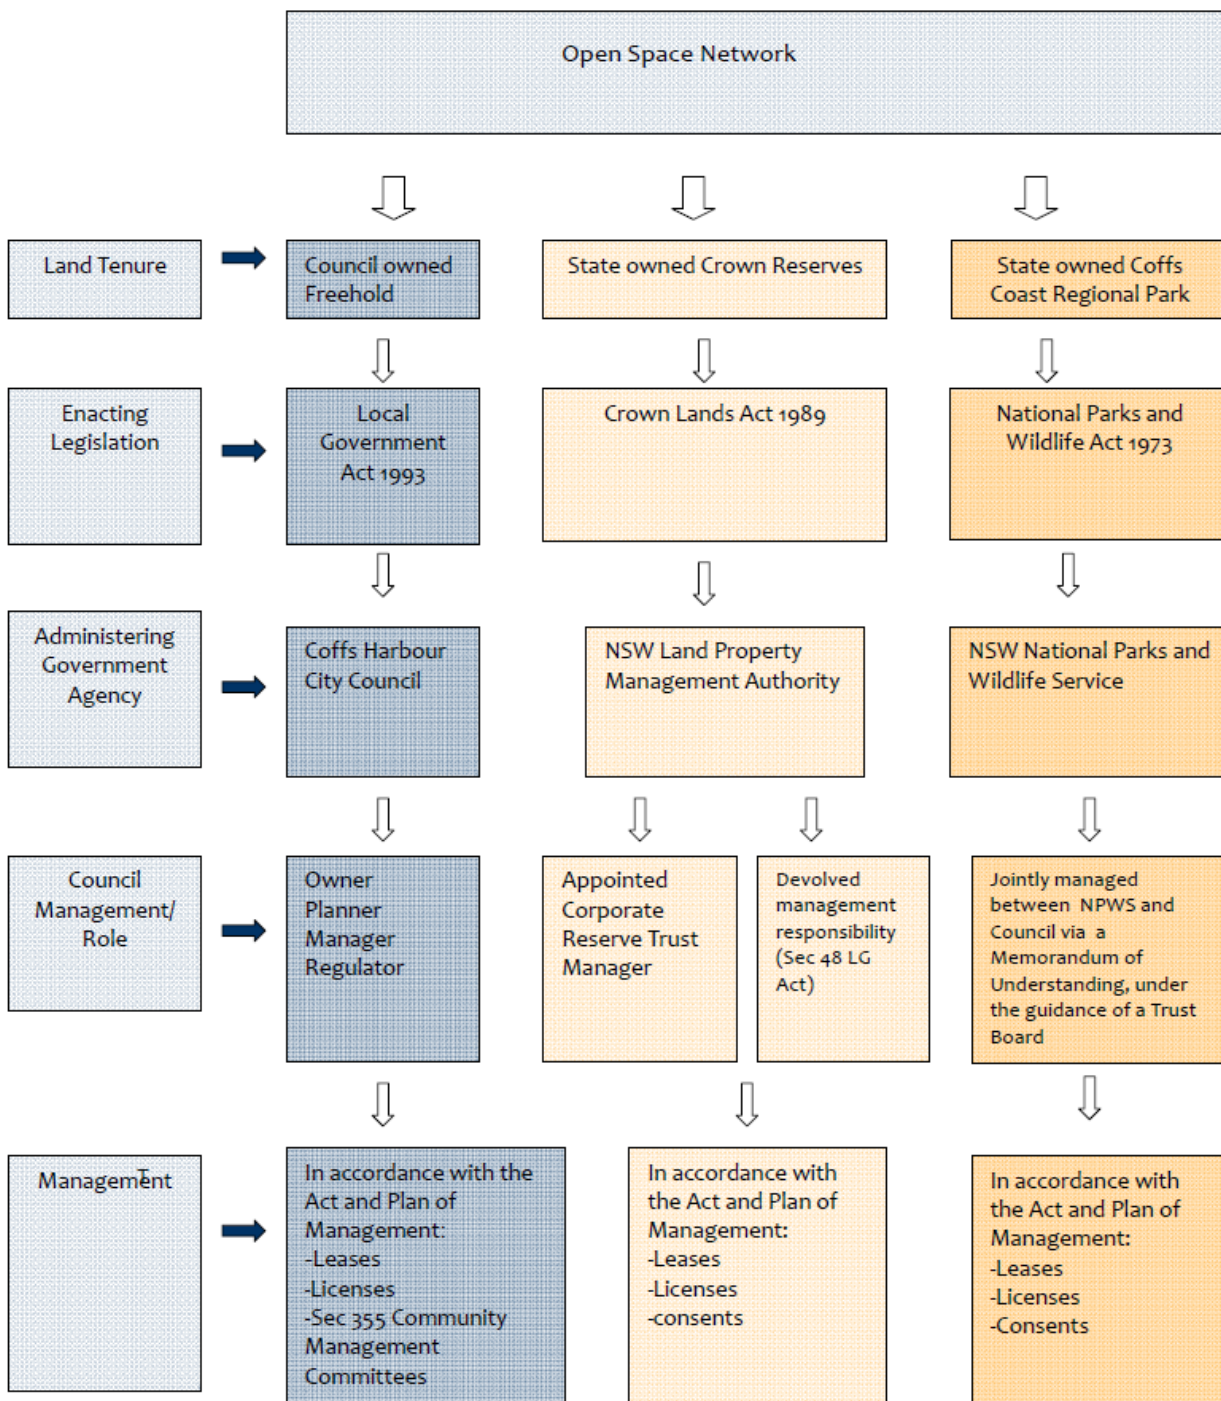 Open Space Network
Land Tenure
Council owned
Freehold
State owned Crown Reserves
State owned Coffs
Coast Regional Park
Enacting
Legislation
Local
Government
Act 1993
Crown Lands Act 1989
National Parks and
Wildlife Act 1973
Administering
Government
Agency
Coffs Harbour
City Council
NSW Land Property
Management Authority
NSW National Parks and
Wildlife Service
Council
Management/
Role
Owner
Planner
Manager
Regulator
Appointed
Corporate
Reserve Trust
Manager
Devolved
management
responsibility
(Sec 48 LG
Act)
Jointly managed
between NPWS and
Council via a
Memorandum of
Understanding, under
the guidance of a Trust
Board
Management
In accordance with the
Act and Plan of
Management:
-Leases
-Licenses
-Sec 355 Community
Management
Committees
In accordance with
the Act and Plan of
Management:
-Leases
-Licenses
-consents
In accordance with
the Act and Plan of
Management:
-Leases
-Licenses
-Consents